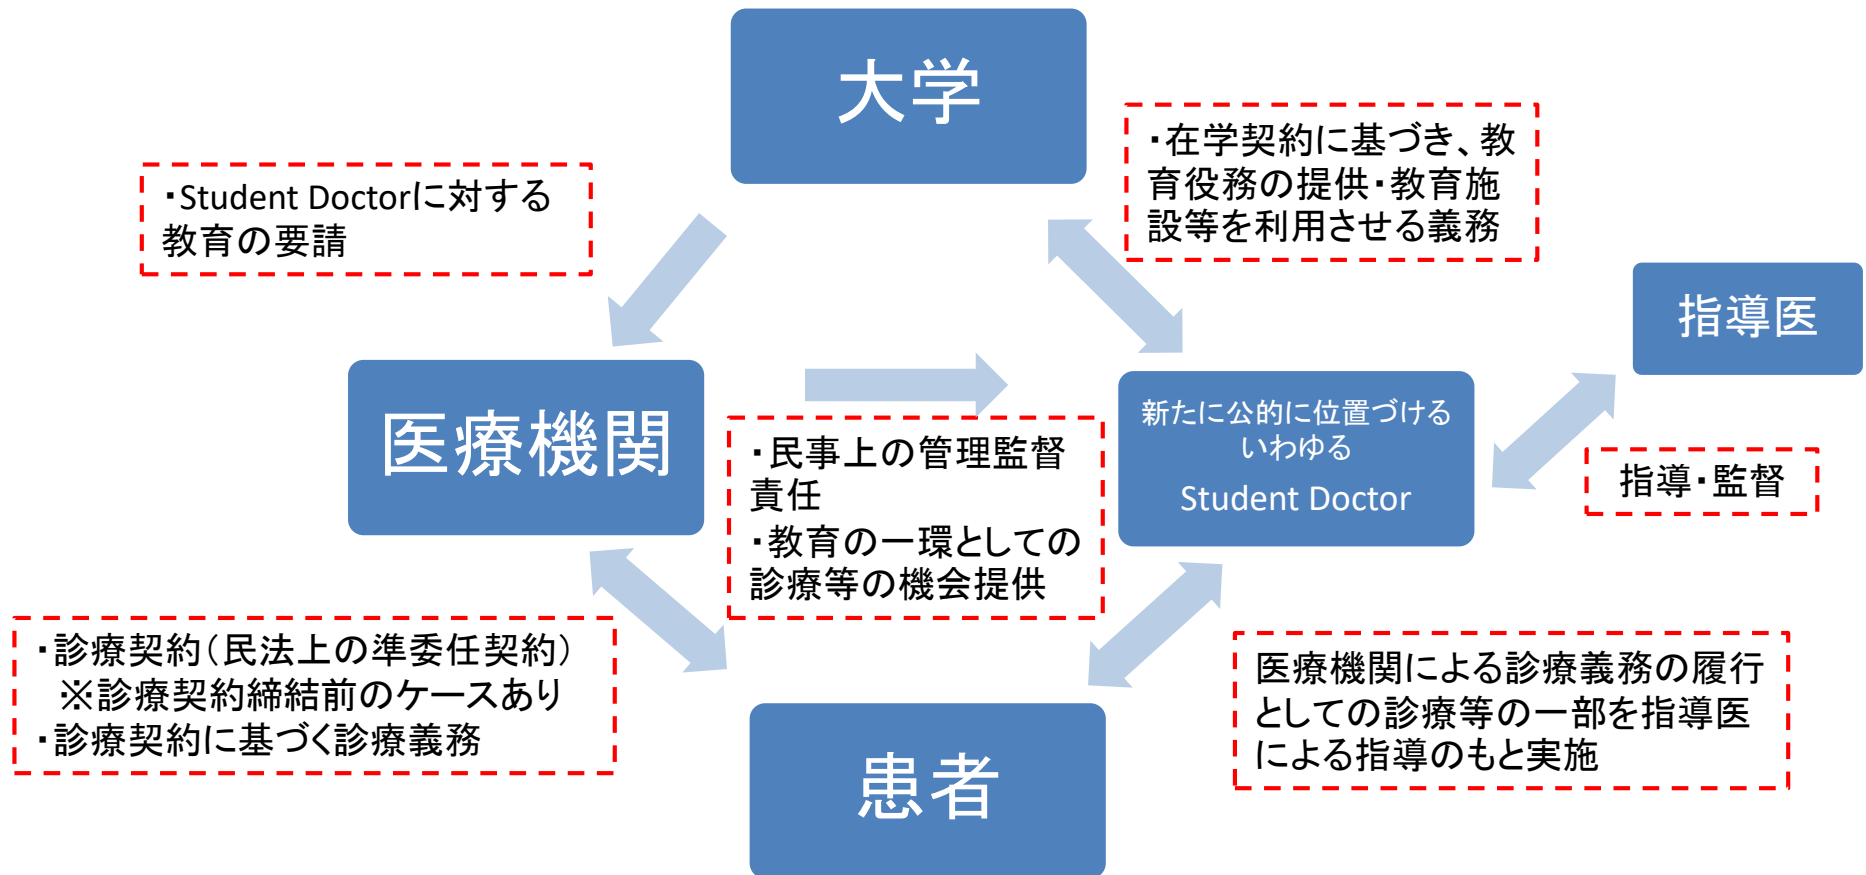 大学
・Student Doctorに対する
教育の要請
・在学契約に基づき、教
育役務の提供・教育施
設等を利用させる義務
指導医
医療機関
・民事上の管理監督
責任
・教育の一環としての
診療等の機会提供
新たに公的に位置づける
いわゆる
Student Doctor
指導・監督
・診療契約（民法上の準委任契約）
※診療契約締結前のケースあり
・診療契約に基づく診療義務
患者
医療機関による診療義務の履行
としての診療等の一部を指導医
による指導のもと実施